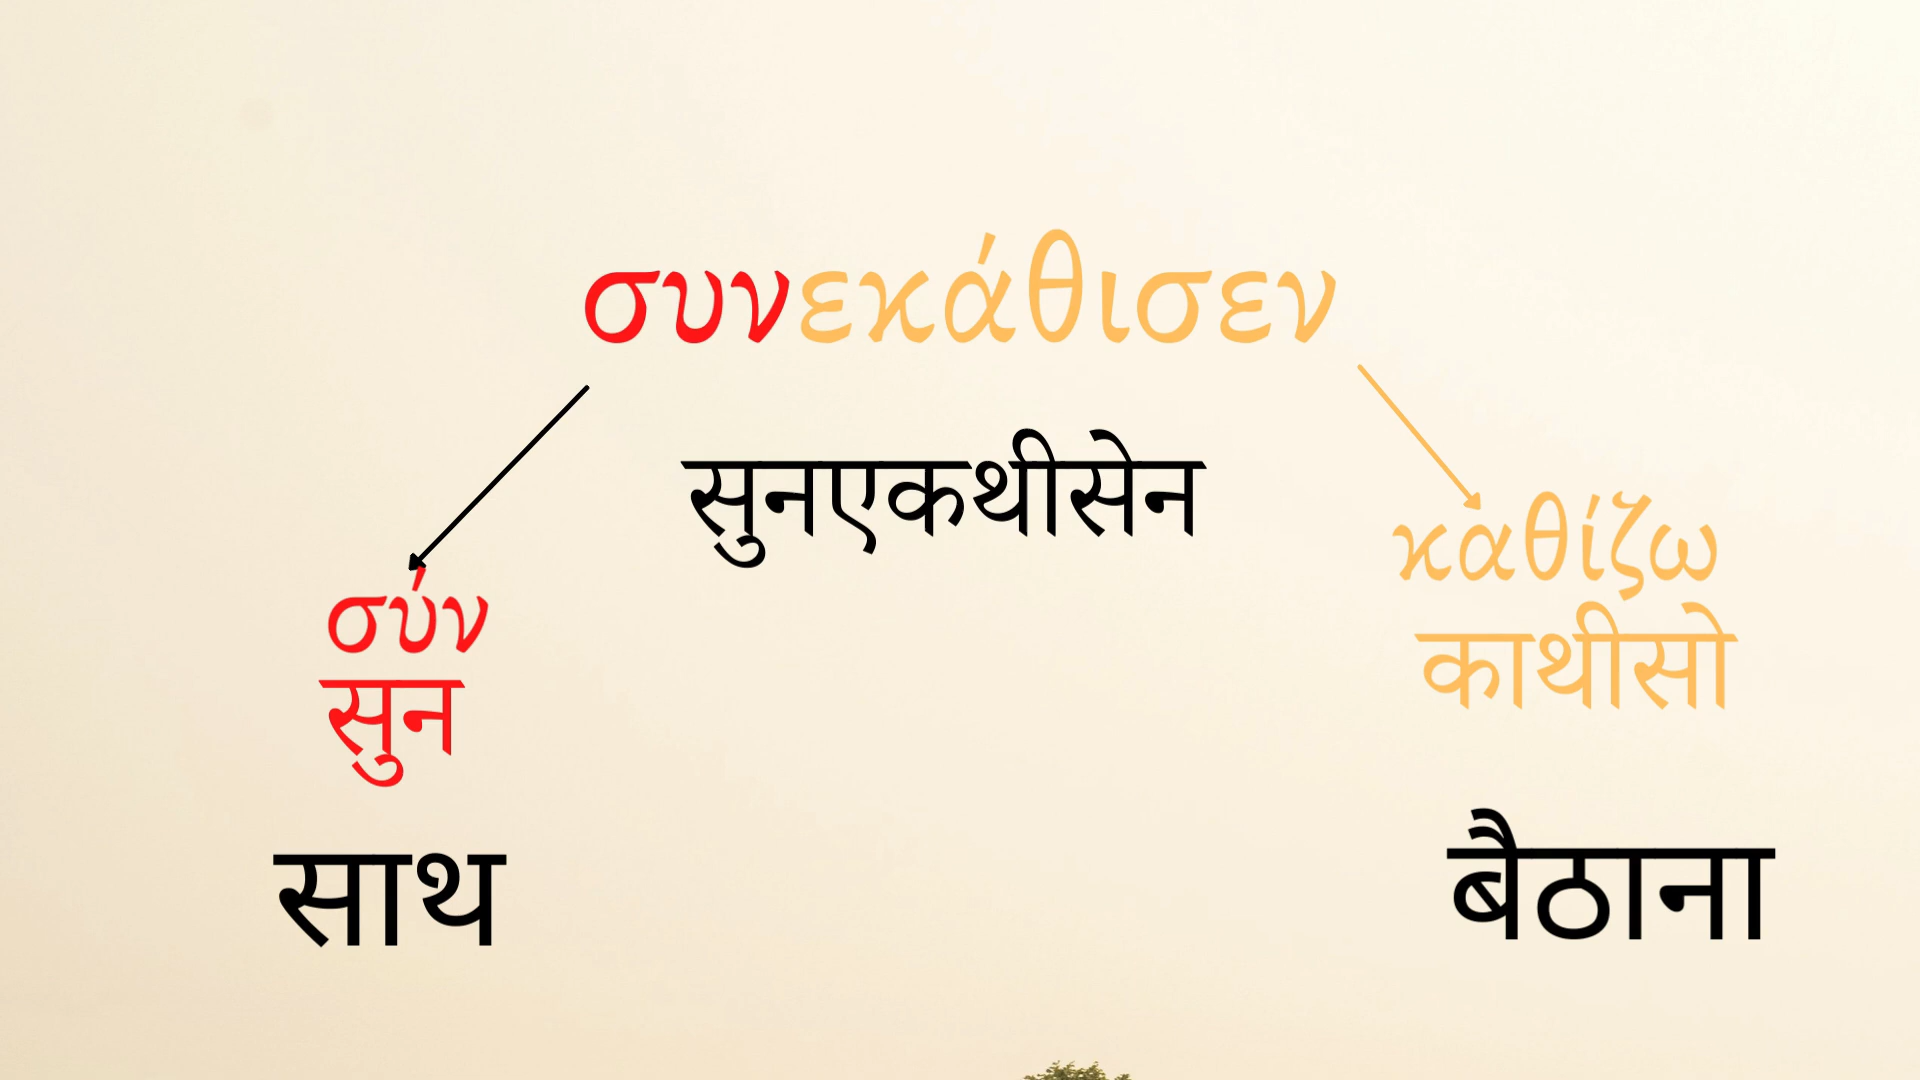 συνεκάθισεν
सुनएकथीसेन
σύν
सुन
साथ
καθίζω
काथीसो
बैठाना